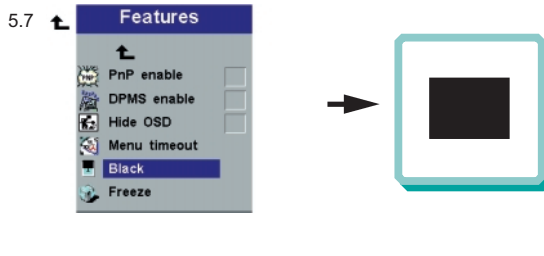 5.7
Features
PnP enable
DPMS enable
Hide OSD
Menu timeout
Black
Freeze